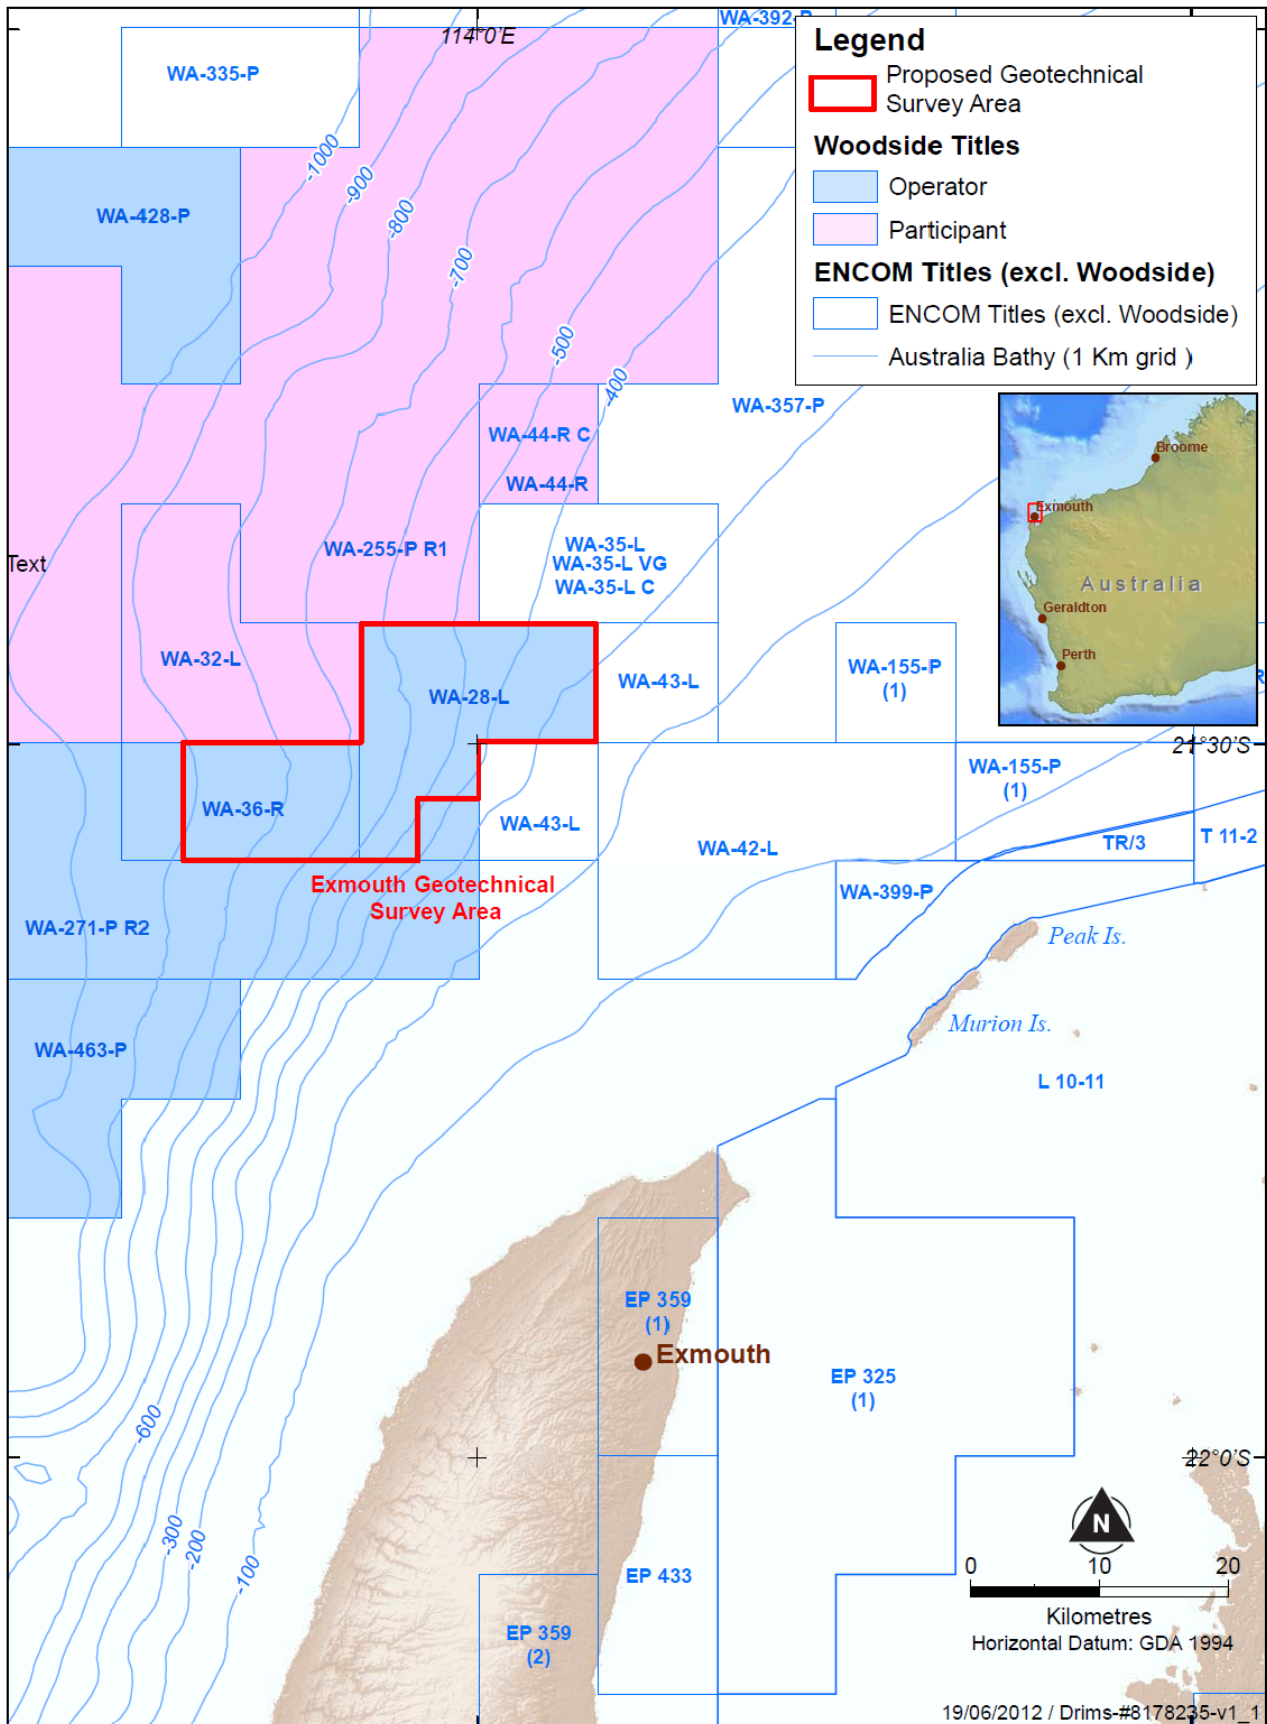 WA-392-P
114°0'E
WA-335-P
Legend
Proposed Geotechnical
Survey Area
Woodside Titles
Operator
Participant
ENCOM Titles (excl. Woodside)
ENCOM Titles (excl. Woodside)
Australia Bathy (1 Km grid )
-1000
-900
-800
-700
-500
-400
WA-428-P
WA-357-P
WA-44-R C
WA-44-R
Broome
Exmouth
Australia
Geraldton
Perth
Text
WA-255-P R1
WA-35-L
WA-35-L VG
WA-35-L C
WA-32-L
WA-28-L
WA-43-L
WA-155-P
(1)
R
21°30'S
WA-36-R
WA-43-L
WA-42-L
WA-155-P
(1)
TR/3
T 11-2
Exmouth Geotechnical
Survey Area
WA-399-P
WA-271-P R2
Peak Is.
Murion Is.
WA-463-P
L 10-11
EP 359
(1)
Exmouth
EP 325
(1)
-600
-300
-200
-100
22°0'S
N
EP 433
EP 359
(2)
0 10 20
Kilometres
Horizontal Datum: GDA 1994
19/06/2012 / Drims-#8178235-v1_1